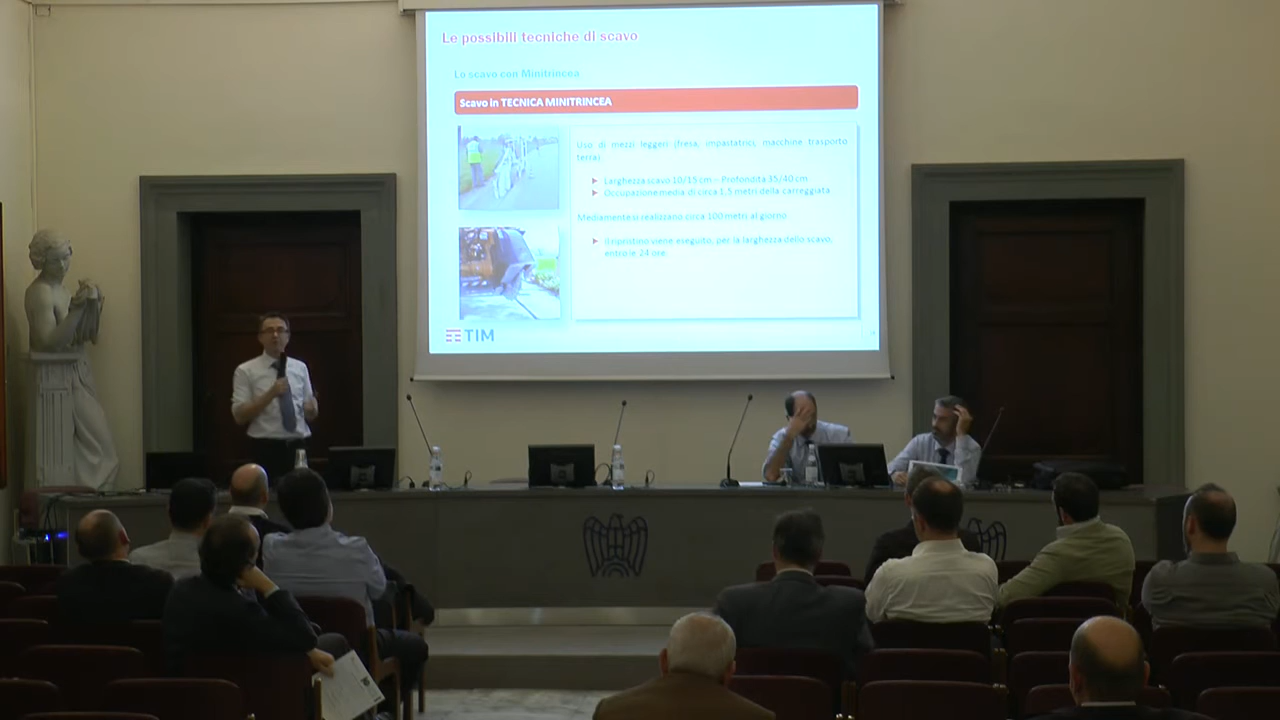 Le possibili tecniche di scavo
Lo scavo con Minitrincea
Scavo in TECNICA MINITRINCEA
Uso di mezzi leggeri (fresa, impastatrici, macchine trasporto
terra)
Larghezza scavo 10/15 cm – Profondità 35/40 cm
Occupazione media di circa 1,5 metri della carreggiata
Mediamente si realizzano circa 100 metri al giorno
Il ripristino viene eseguito, per la larghezza dello scavo,
entro le 24 ore.
TIM